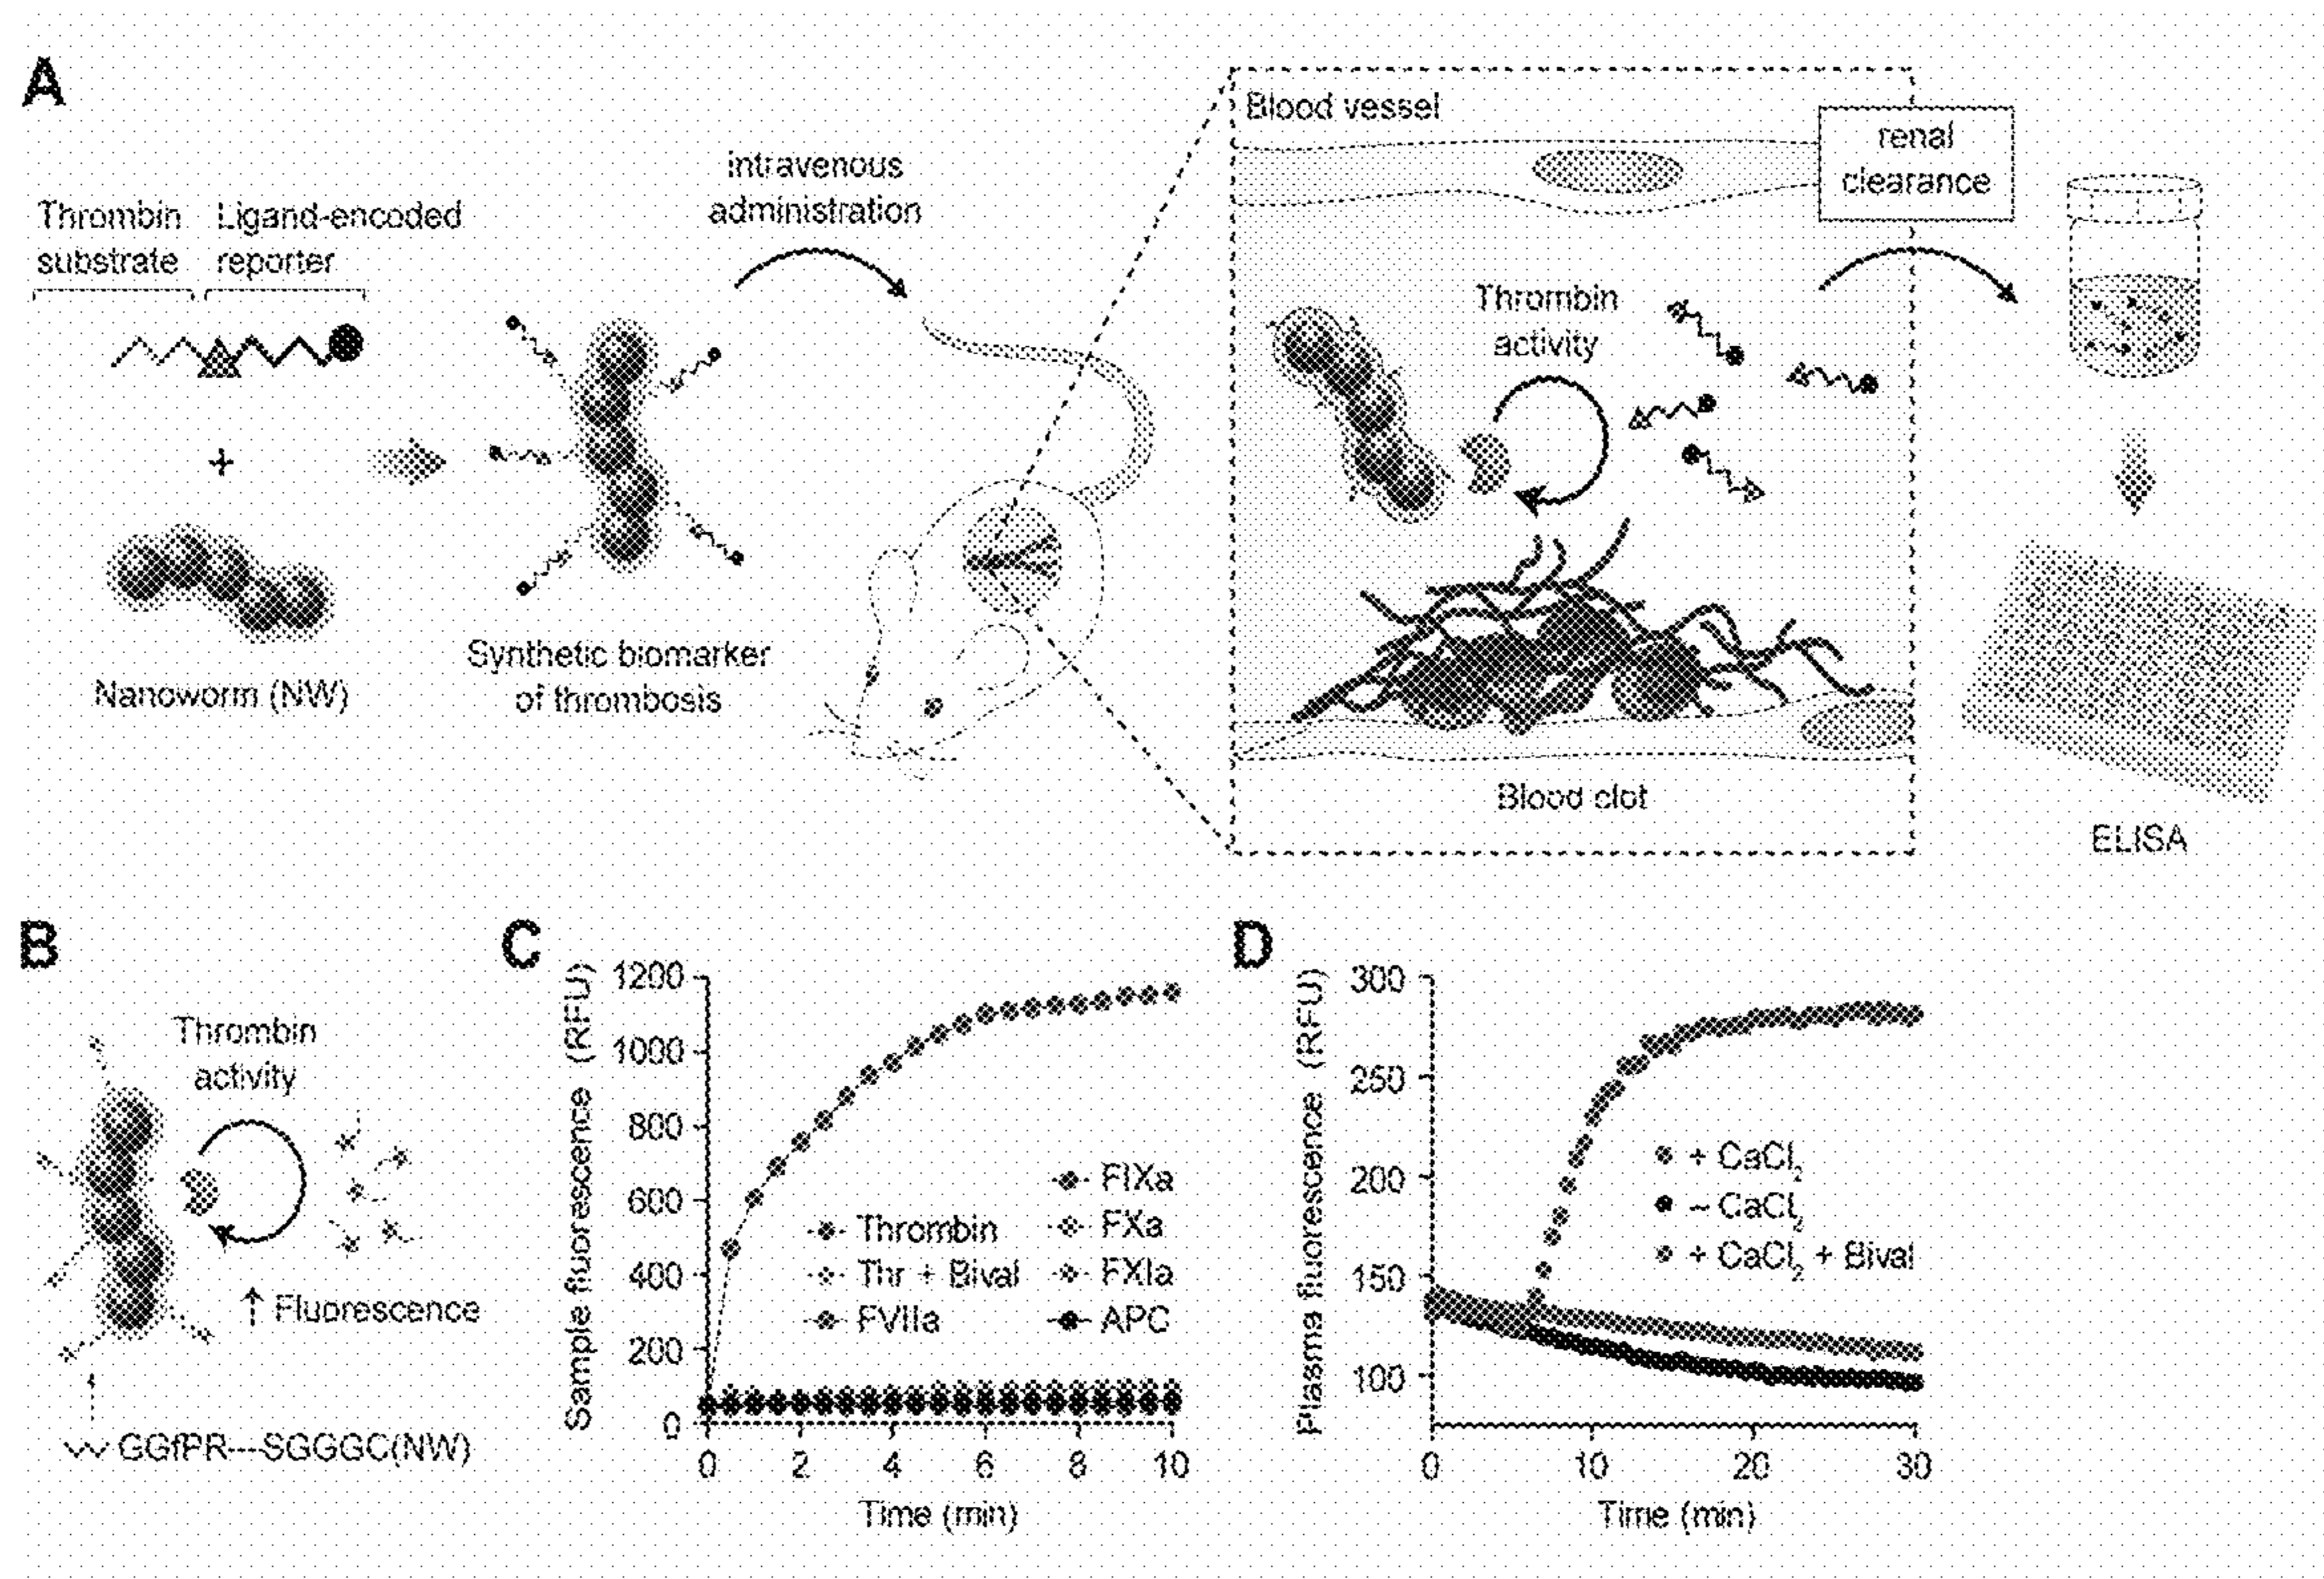 A
Thrombin
substrate
Ligand-encoded
reporter
+
Nanoworm (NW)
Synthetic biomarker
of thrombosis
intravenous
administration
Blood vessel
renal
clearance
Thrombin
activity
Blood clot
ELISA
B
Thrombin
activity
↑ Fluorescence
GGfPR---SGGGC(NW)
C
Sample fluorescence (RFU)
1200
1000
800
600
400
200
0
0 2 4 6 8 10
Time (min)
Thrombin
Thr + Bival
FVIIa
FIXa
FXa
FXIa
APC
D
Plasma fluorescence (RFU)
300
250
200
150
100
0 10 20 30
Time (min)
+ CaCl₂
– CaCl₂
+ CaCl₂ + Bival